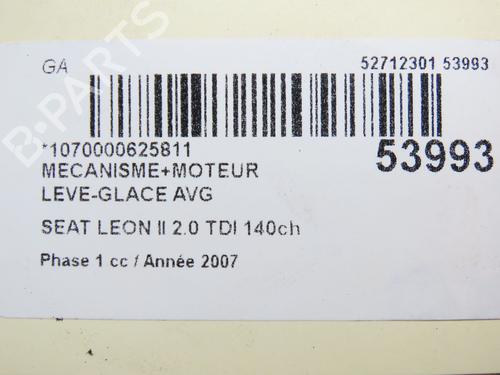 GA
52712301 53993
*1070000625811
53993
MECANISME+MOTEUR
LEVE-GLACE AVG
SEAT LEON II 2.0 TDI 140ch
Phase 1 cc / Année 2007
B-PARTS